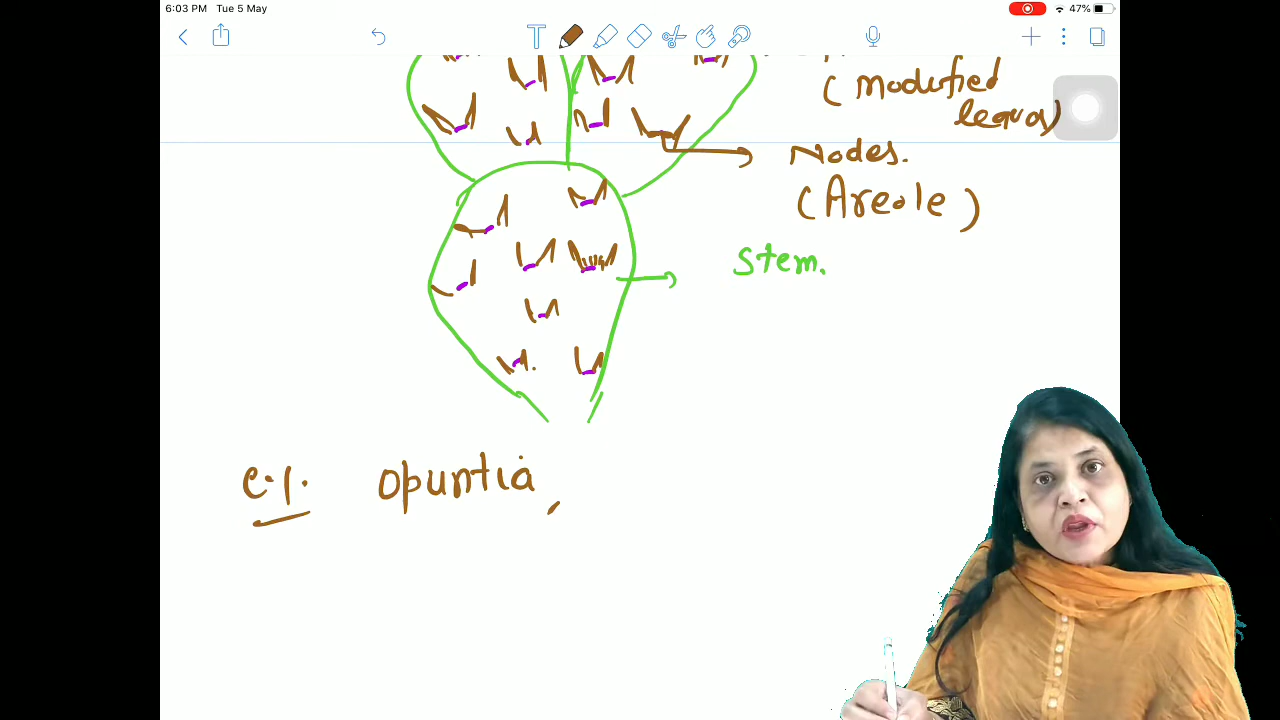 6:03 PM Tue 5 May
47%
(modified
leaves)
Nodes.
(Areole)
Stem.
e.g. Opuntia,